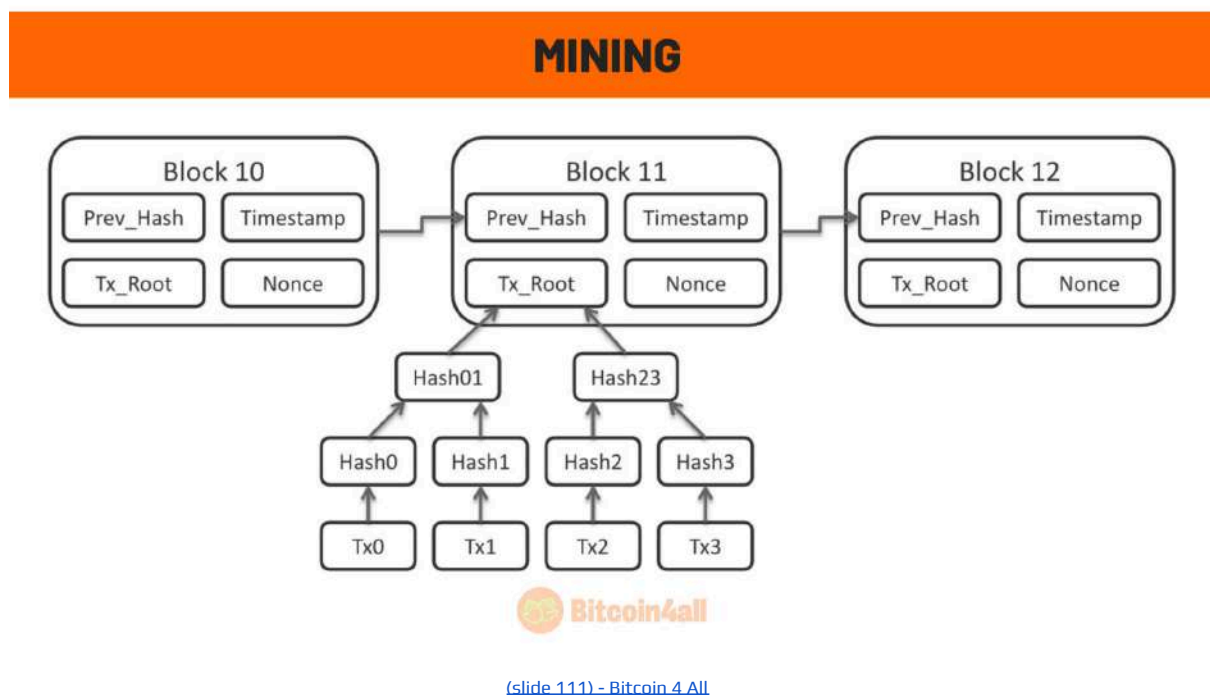 MINING
Block 10
Prev_Hash
Timestamp
Tx_Root
Nonce
Block 11
Prev_Hash
Timestamp
Tx_Root
Nonce
Block 12
Prev_Hash
Timestamp
Tx_Root
Nonce
Hash01
Hash23
Hash0
Hash1
Hash2
Hash3
Tx0
Tx1
Tx2
Tx3
Bitcoin4all
(slide 111) - Bitcoin 4 All